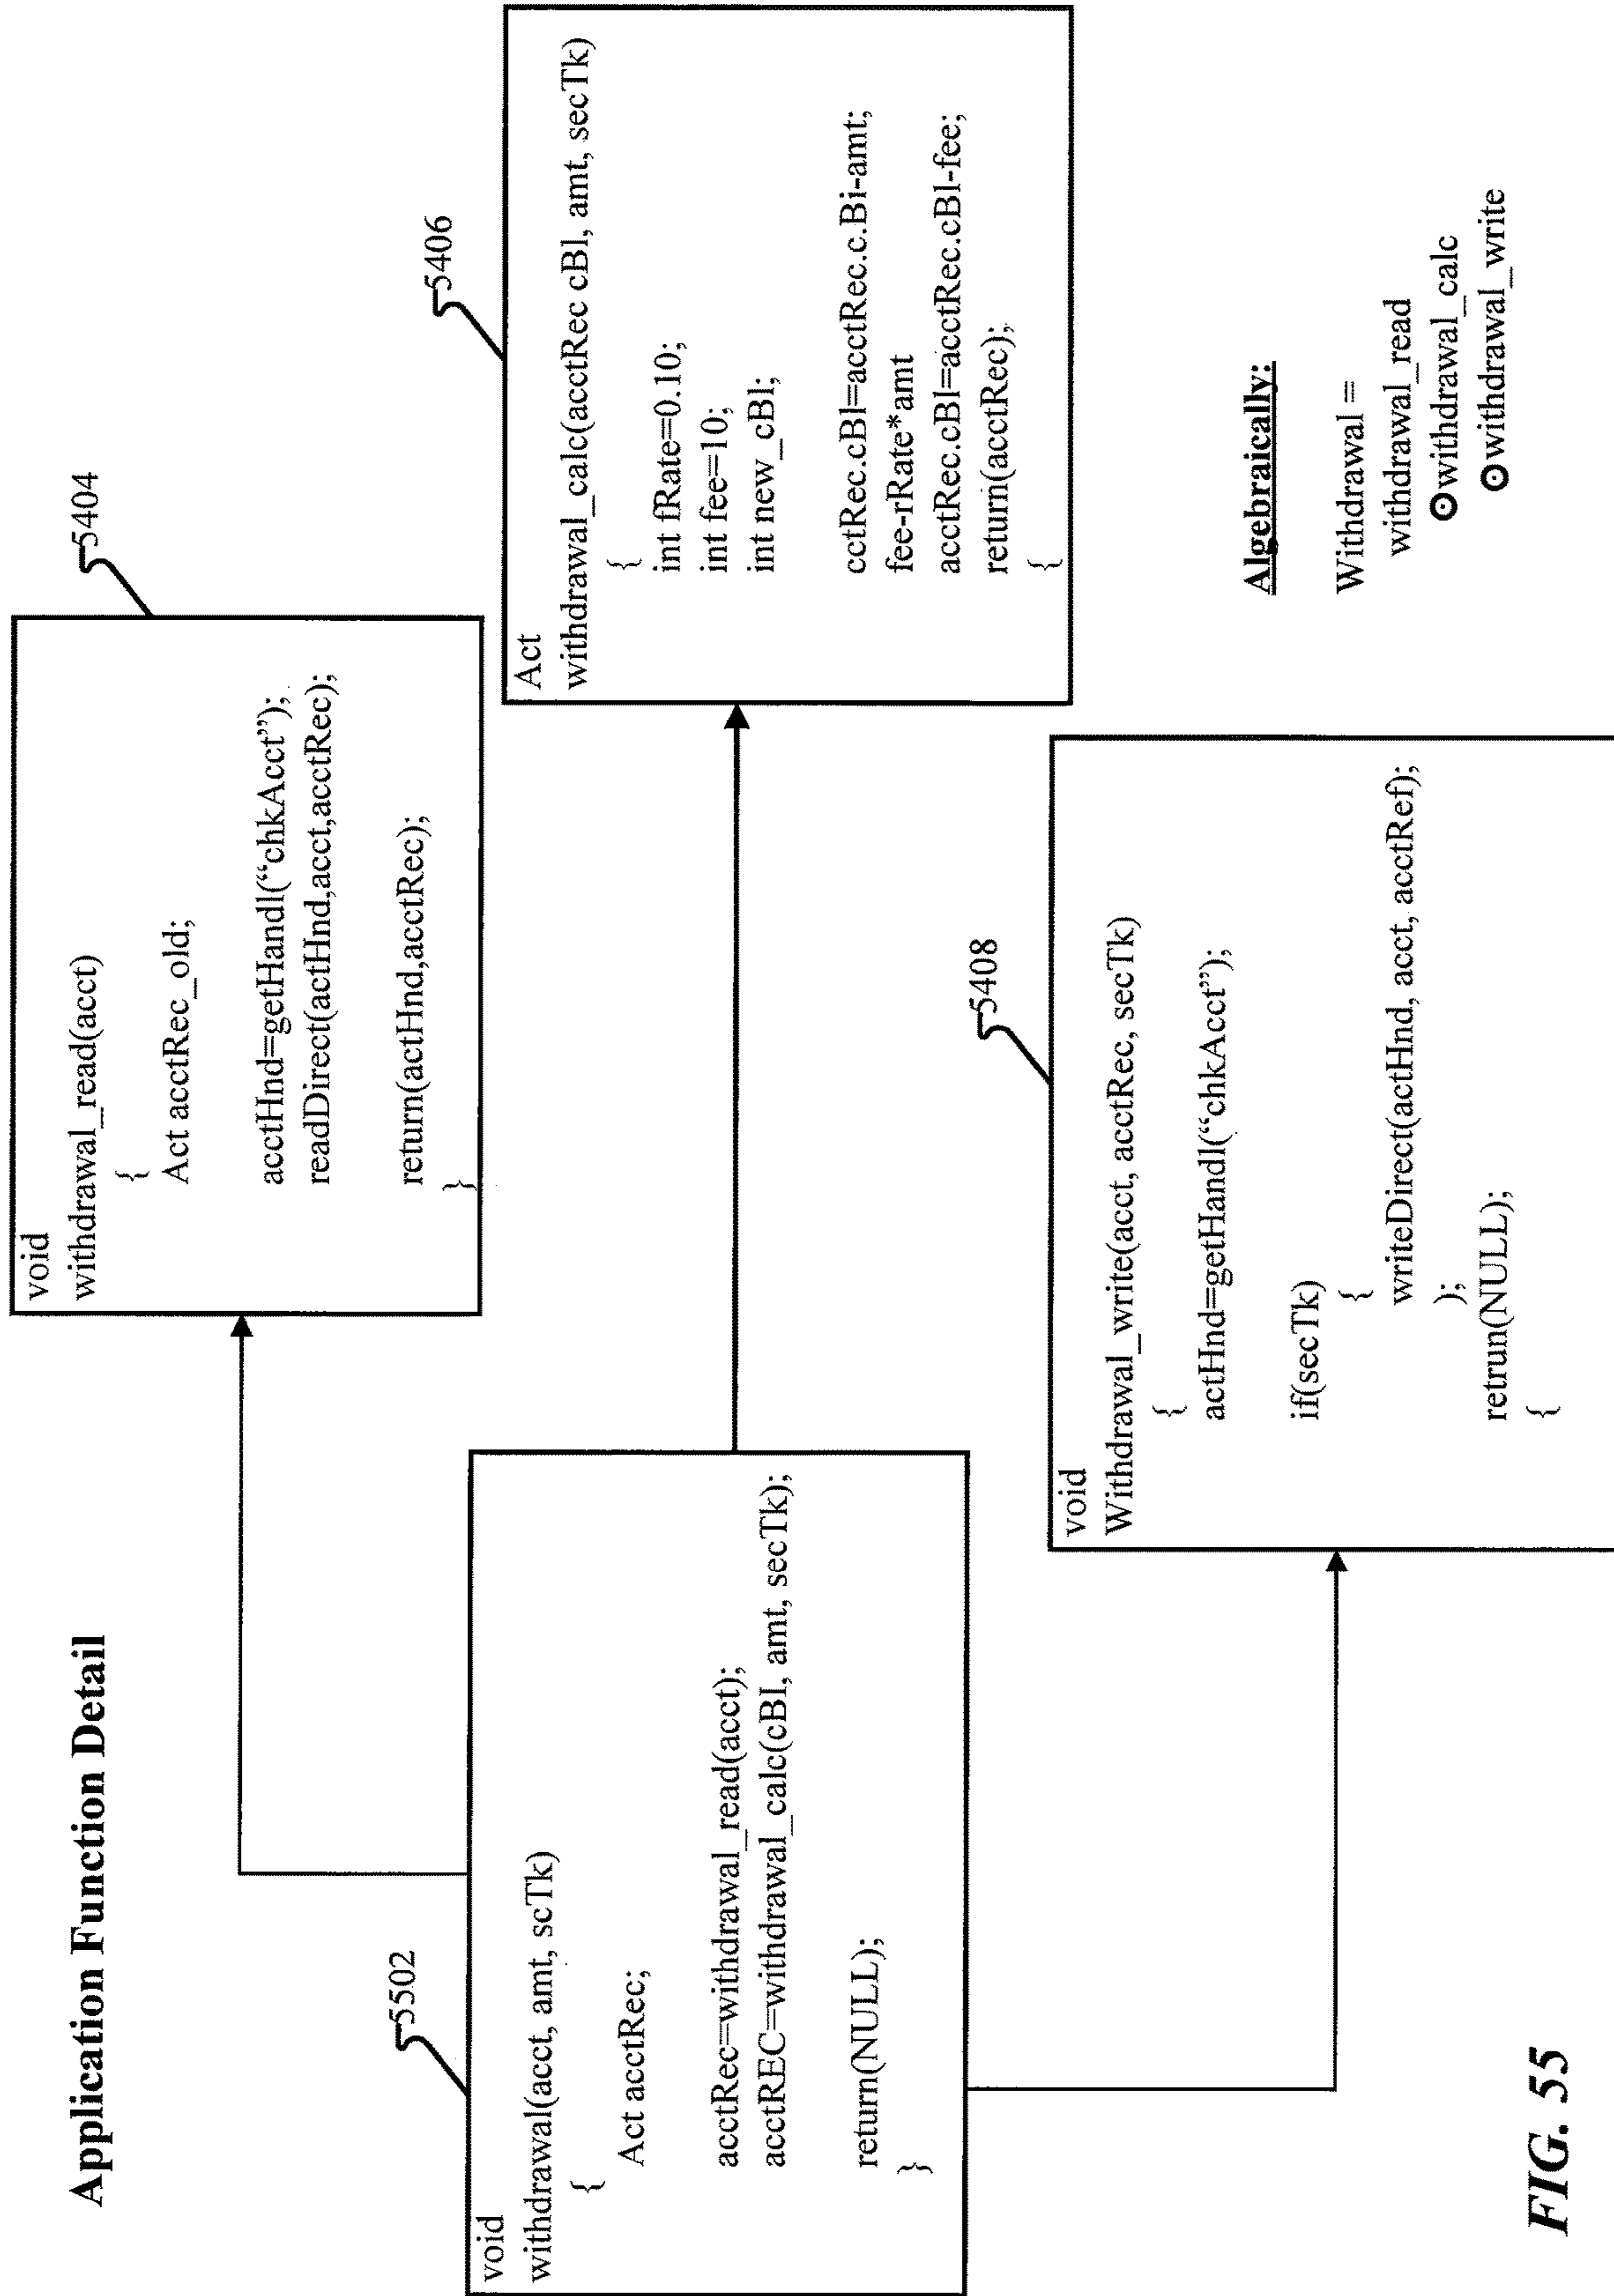 Application Function Detail
5502
void
withdrawal(acct, amt, scTk)
{
Act acctRec;
acctRec=withdrawal_read(acct);
acctREC=withdrawal_calc(cBI, amt, secTk);
return(NULL);
}
5404
void
withdrawal_read(acct)
{
Act acctRec_old;
acctHnd=getHandl("chkAcct");
readDirect(actHnd,acct,acctRec);
return(actHnd,acctRec);
}
5406
Act
withdrawal_calc(acctRec cBl, amt, secTk)
{
int fRate=0.10;
int fee=10;
int new_cBl;
cctRec.cBl=acctRec.c.Bi-amt;
fee-rRate*amt
acctRec.cBl=acctRec.cBl-fee;
return(acctRec);
{
5408
void
Withdrawal_write(acct, acctRec, secTk)
{
actHnd=getHandl("chkAcct");
if(secTk)
{
writeDirect(actHnd, acct, acctRef);
);
retrun(NULL);
{
Algebraically:
Withdrawal =
withdrawal_read
⊙withdrawal_calc
⊙withdrawal_write
FIG. 55